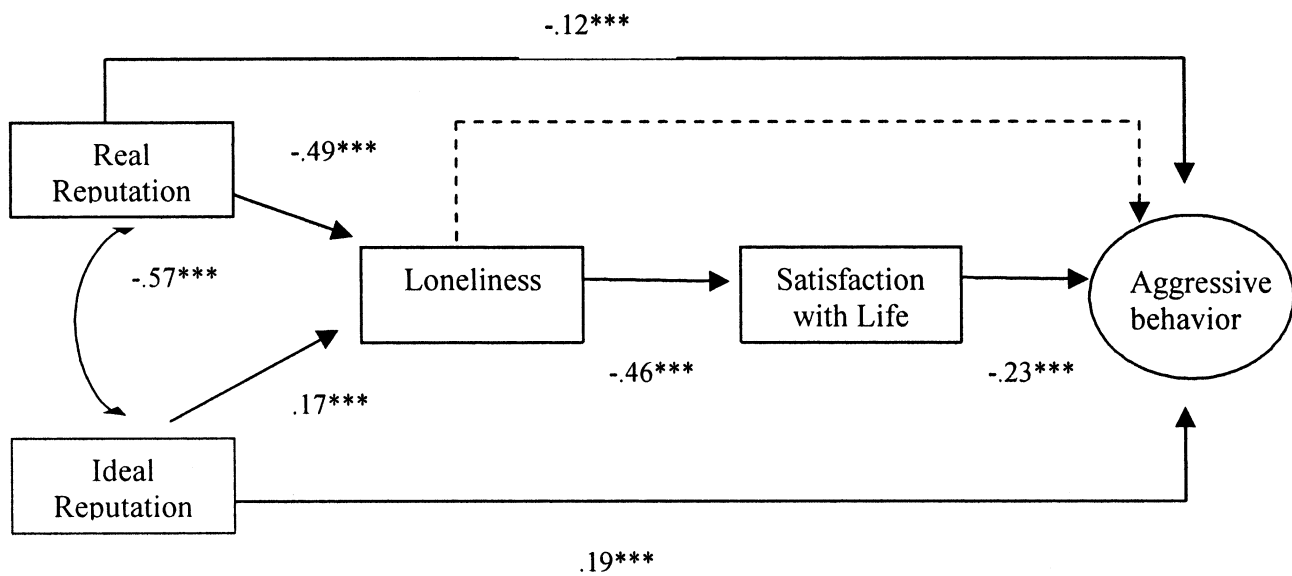 -.12***
Real
Reputation
-.49***
-.57***
Loneliness
Satisfaction
with Life
Aggressive
behavior
-.46***
-.23***
.17***
Ideal
Reputation
.19***